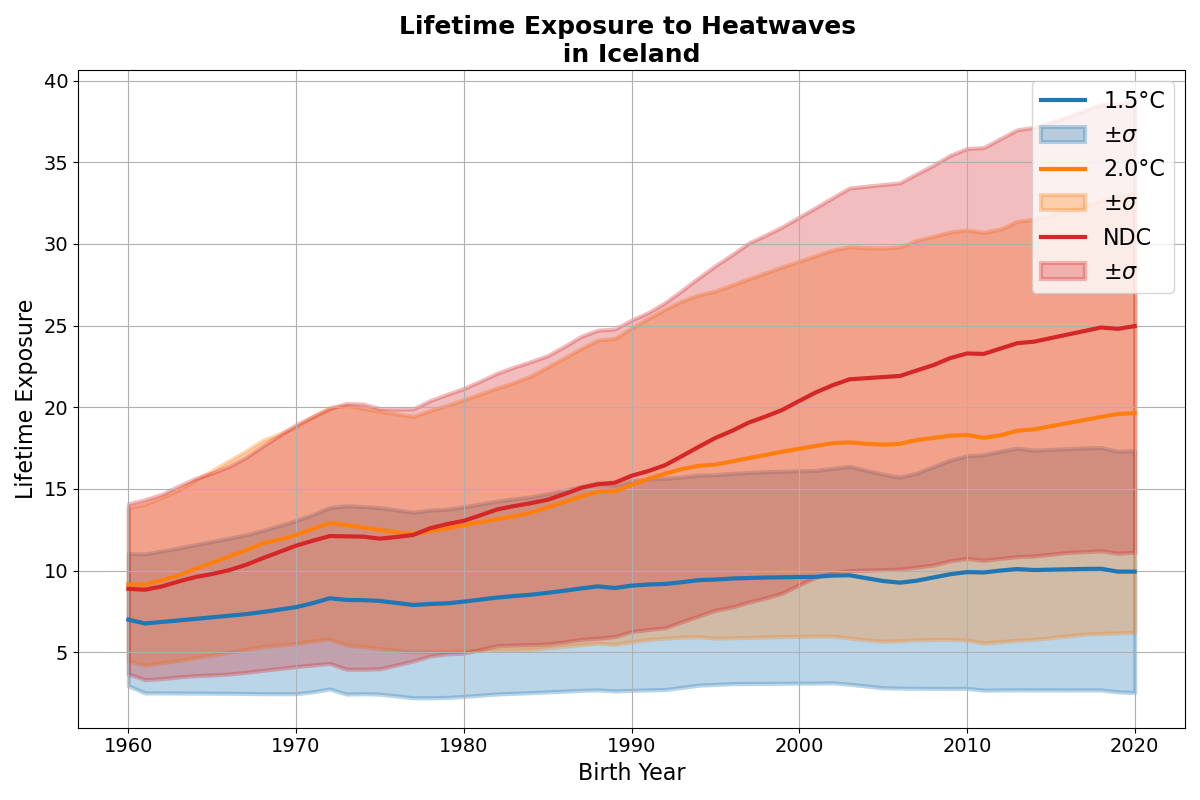 Lifetime Exposure to Heatwaves
in Iceland
40
35
30
25
20
15
10
5
Lifetime Exposure
1.5°C
±σ
2.0°C
±σ
NDC
±σ
1960 1970 1980 1990 2000 2010 2020
Birth Year